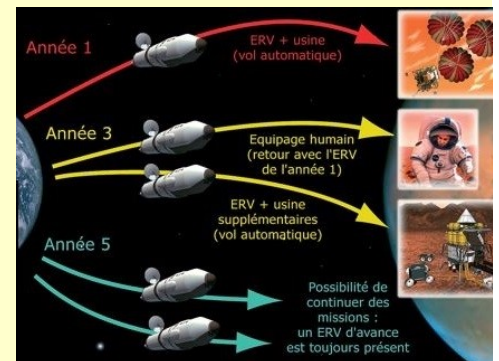 Année 1
ERV + usine
(vol automatique)
Année 3
Equipage humain
(retour avec l'ERV
de l'année 1)
ERV + usine
supplémentaires
(vol automatique)
Année 5
Possibilité de
continuer des
missions :
un ERV d'avance
est toujours présent